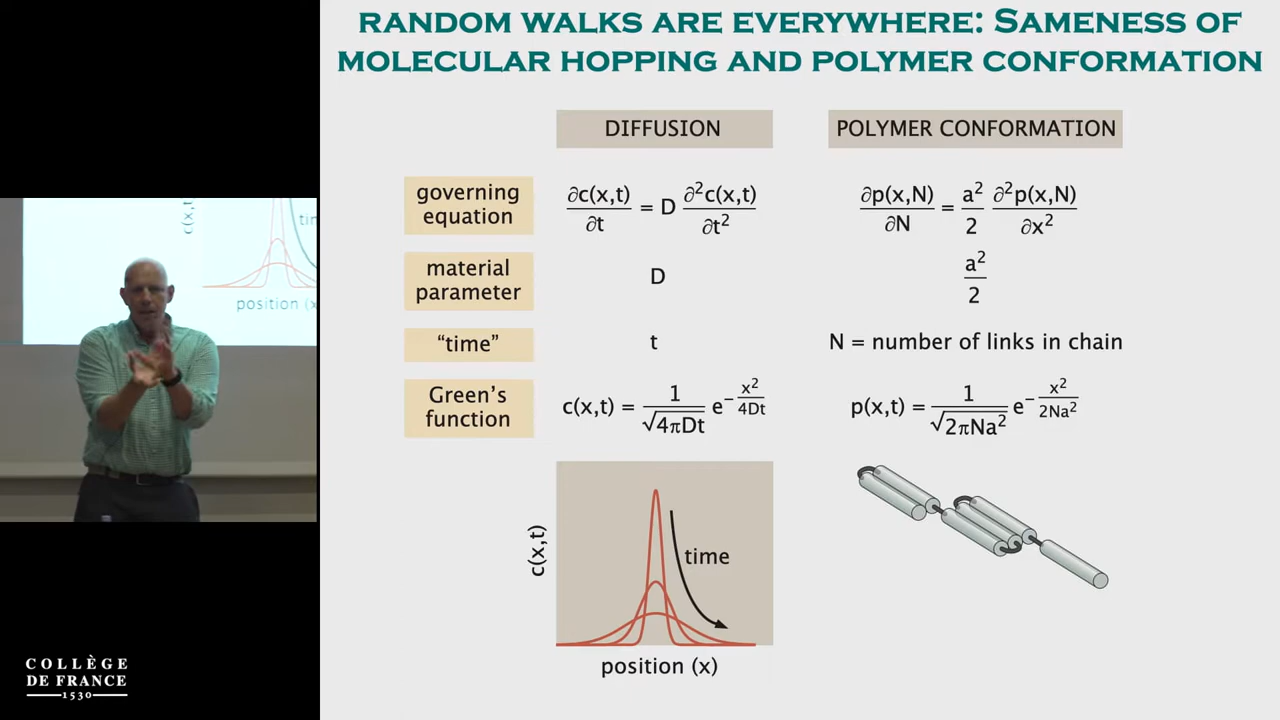 RANDOM WALKS ARE EVERYWHERE: SAMENESS OF
MOLECULAR HOPPING AND POLYMER CONFORMATION
DIFFUSION
POLYMER CONFORMATION
governing
equation
∂c(x,t)/∂t = D ∂²c(x,t)/∂t²
∂p(x,N)/∂N = a²/2 ∂²p(x,N)/∂x²
material
parameter
D
a²/2
"time"
t
N = number of links in chain
Green's
function
c(x,t) = 1/√4πDt e^–x²/4Dt
p(x,t) = 1/√2πNa² e^–x²/2Na²
c(x,t)
time
position (x)
c(x,t
tin
position (x
COLLÈGE
DE FRANCE
1530